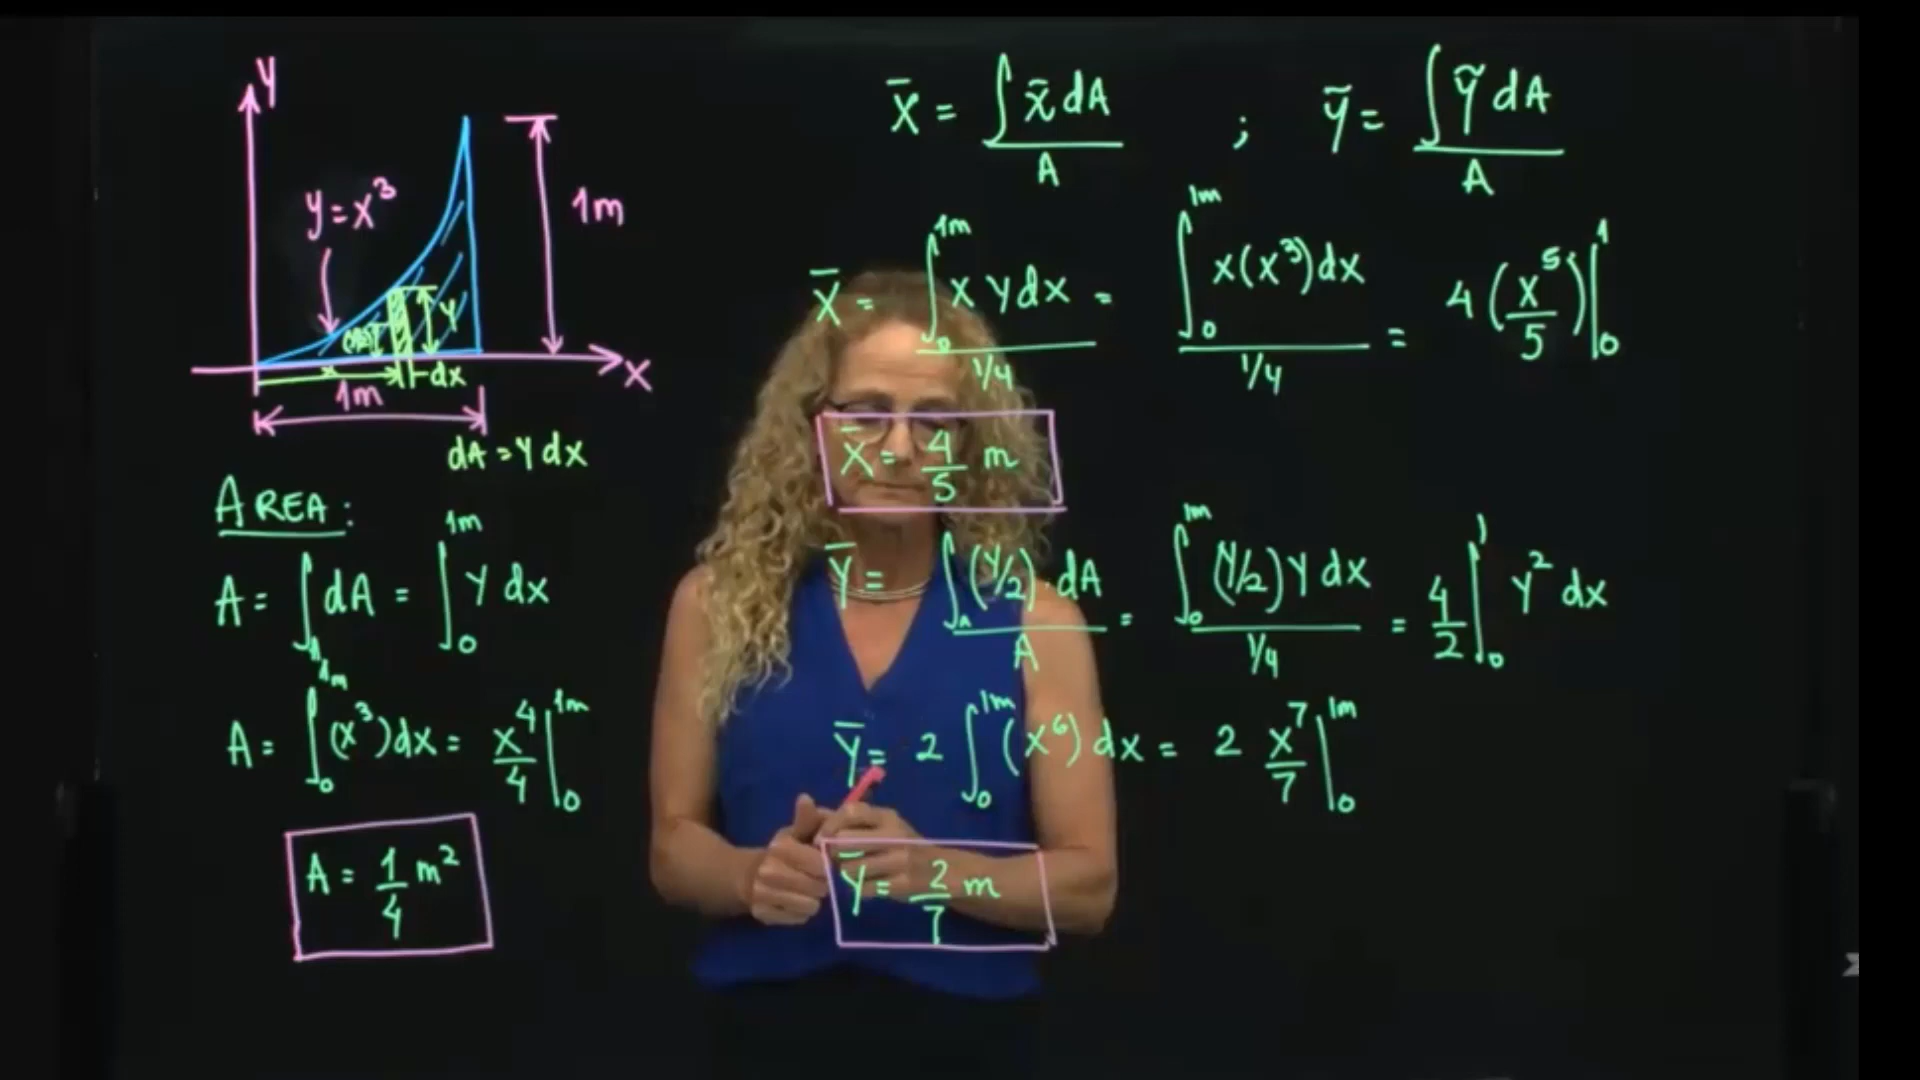 Y
y=x³
1m
(y/2)
y
dx
x
1m
dA = y dx
AREA:
A = ∫_A dA = ∫₀^1m y dx
A = ∫₀^1m (x³)dx = x⁴/4 |₀^1m
A = 1/4 m²
x̄ = ∫x̃ dA / A ; ȳ = ∫ỹ dA / A
x̄ = ∫₀^1m x y dx / 1/4 = ∫₀^1m x(x³)dx / 1/4 = 4(x⁵/5)|₀^1
x̄ = 4/5 m
ȳ = ∫_A (y/2)·dA / A = ∫₀^1m (y/2) y dx / 1/4 = 4/2 ∫₀^1 y² dx
ȳ = 2 ∫₀^1m (x⁶) dx = 2 x⁷/7 |₀^1m
ȳ = 2/7 m